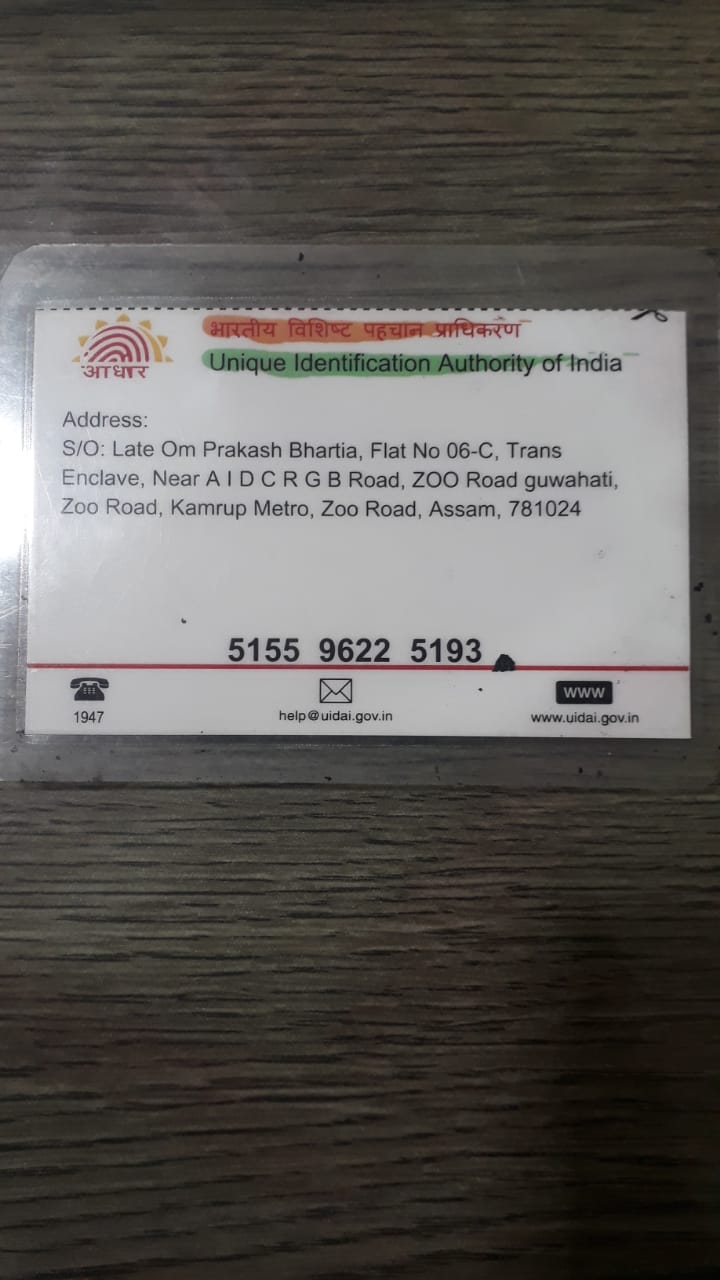 भारतीय विशिष्ट पहचान प्राधिकरण
आधार
Unique Identification Authority of India
Address:
S/O: Late Om Prakash Bhartia, Flat No 06-C, Trans
Enclave, Near A I D C R G B Road, ZOO Road guwahati,
Zoo Road, Kamrup Metro, Zoo Road, Assam, 781024
5155 9622 5193
1947
help@uidai.gov.in
WWW
www.uidai.gov.in